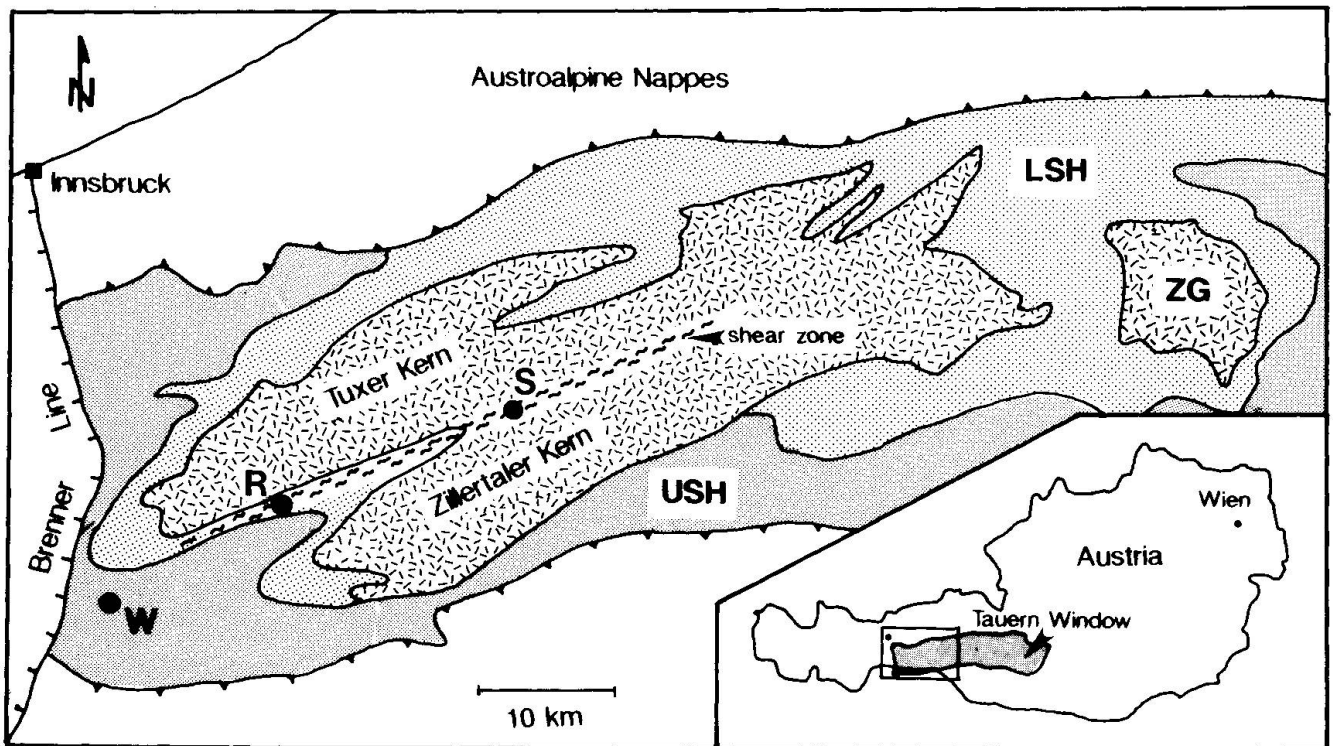 N
Austroalpine Nappes
Innsbruck
LSH
ZG
shear zone
Tuxer Kern
S
Zillertaler Kern
R
USH
Brenner Line
W
10 km
Wien
Austria
Tauern Window